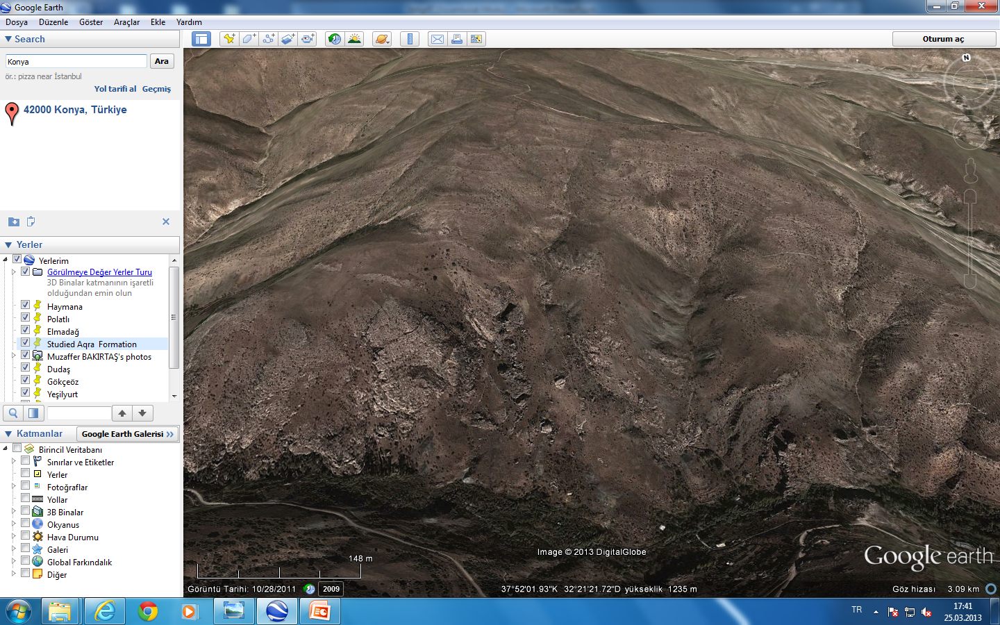 Google Earth
Dosya Düzenle Göster Araçlar Ekle Yardım
Search
Oturum aç
N
Konya
Ara
ör.: pizza near İstanbul
Yol tarifi al Geçmiş
42000 Konya, Türkiye
Yerler
Yerlerim
Görülmeye Değer Yerler Turu
3D Binalar katmanının işaretli
olduğundan emin olun
Haymana
Polatlı
Elmadağ
Studied Aqra Formation
Muzaffer BAKIRTAŞ's photos
Dudaş
Gökçeöz
Yeşilyurt
Katmanlar
Google Earth Galerisi >>
Birincil Veritabanı
Sınırlar ve Etiketler
Yerler
Fotoğraflar
Yollar
3B Binalar
Okyanus
Hava Durumu
Galeri
Global Farkındalık
Diğer
148 m
Image © 2013 DigitalGlobe
Google earth
Görüntü Tarihi: 10/28/2011 2009
37°52'01.93"K 32°21'21.72"D yükseklik 1235 m
Göz hizası 3.09 km
TR
17:41
25.03.2013